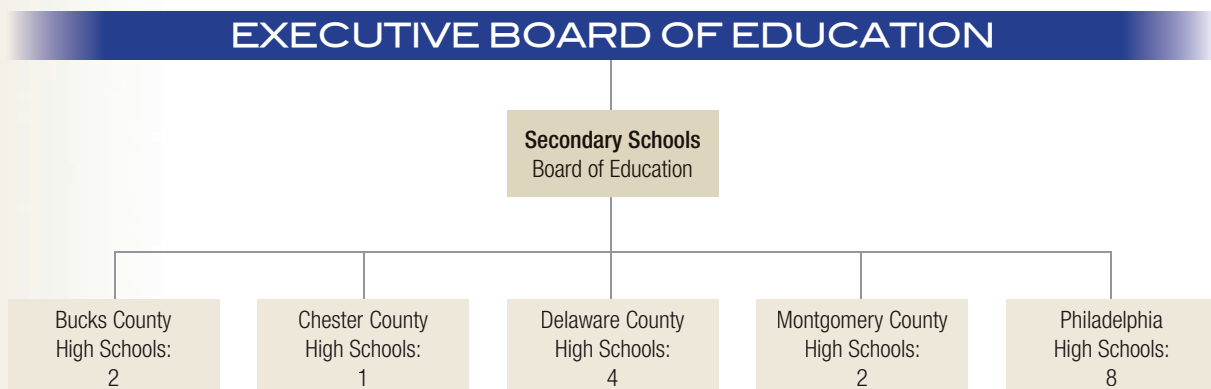 EXECUTIVE BOARD OF EDUCATION
Secondary Schools
Board of Education
Bucks County
High Schools:
2
Chester County
High Schools:
1
Delaware County
High Schools:
4
Montgomery County
High Schools:
2
Philadelphia
High Schools:
8